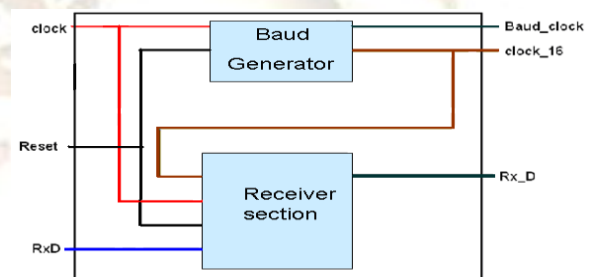 clock
Baud
Generator
Baud_clock
clock_16
Reset
Receiver
section
Rx_D
RxD